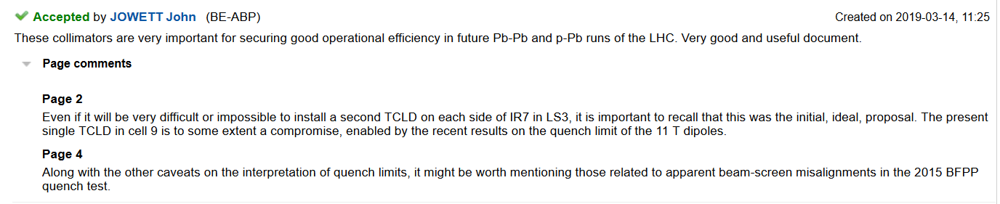 Accepted by JOWETT John (BE-ABP) Created on 2019-03-14, 11:25
These collimators are very important for securing good operational efficiency in future Pb-Pb and p-Pb runs of the LHC. Very good and useful document.
Page comments
Page 2
Even if it will be very difficult or impossible to install a second TCLD on each side of IR7 in LS3, it is important to recall that this was the initial, ideal, proposal. The present
single TCLD in cell 9 is to some extent a compromise, enabled by the recent results on the quench limit of the 11 T dipoles.
Page 4
Along with the other caveats on the interpretation of quench limits, it might be worth mentioning those related to apparent beam-screen misalignments in the 2015 BFPP
quench test.